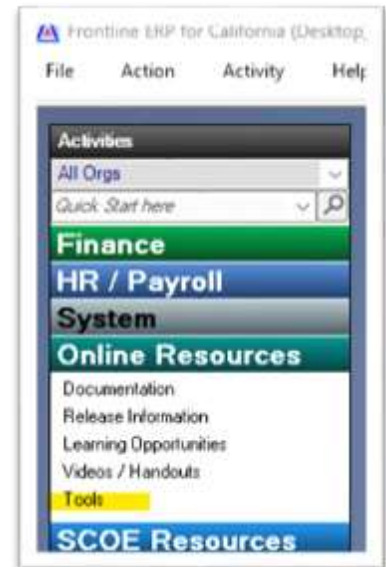 Frontline ERP for California (Desktop,
File Action Activity Help
Activities
All Orgs
Quick Start here
Finance
HR / Payroll
System
Online Resources
Documentation
Release Information
Learning Opportunities
Videos / Handouts
Tools
SCOE Resources